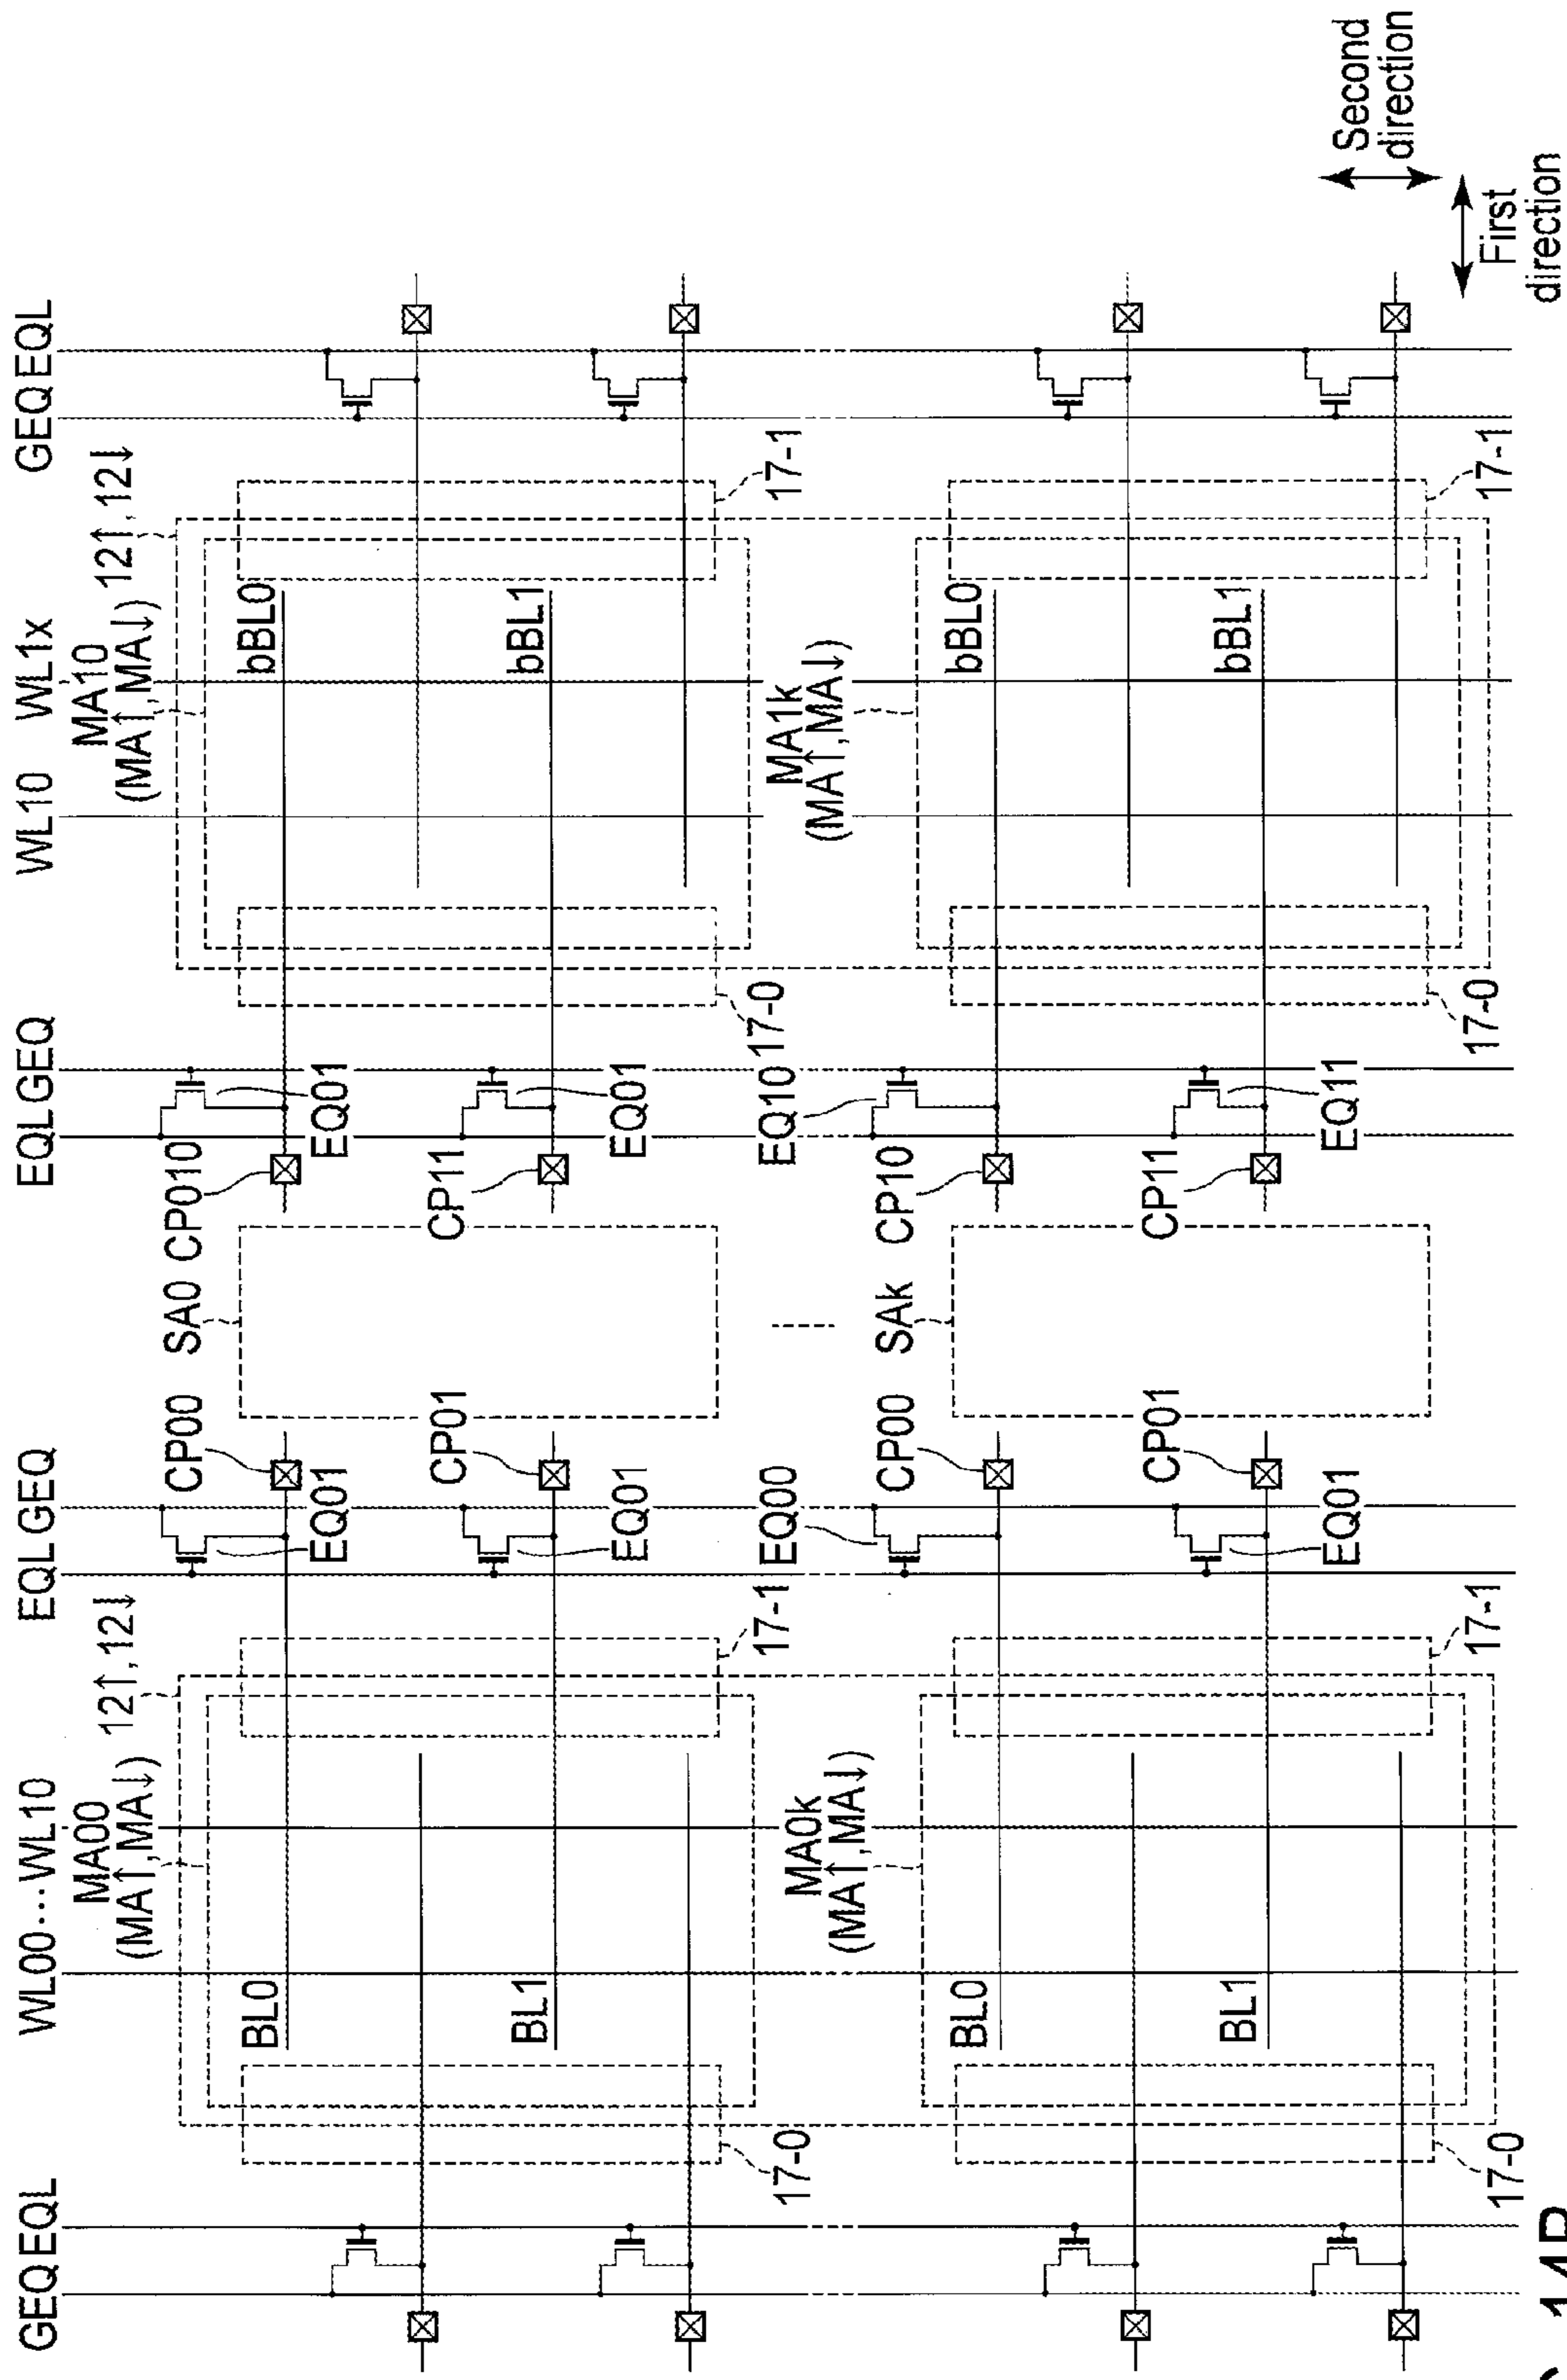 GEQ EQL
WL00···WL10
EQL GEQ
EQL GEQ
WL10
WL1x
GEQ EQL
MA00
(MA↑,MA↓)
12↑,12↓
MA10
(MA↑,MA↓)
12↑,12↓
CP00
SA0
CP010
BL0
EQ01
EQ01
bBL0
CP01
CP11
BL1
EQ01
EQ01
bBL1
17-0
17-1
17-0
17-1
MA0k
(MA↑,MA↓)
EQ00
EQ10
MA1k
(MA↑,MA↓)
CP00
SAk
CP10
BL0
bBL0
CP01
CP11
BL1
EQ01
EQ11
bBL1
17-0
17-1
17-0
17-1
Second
direction
First
direction
14B